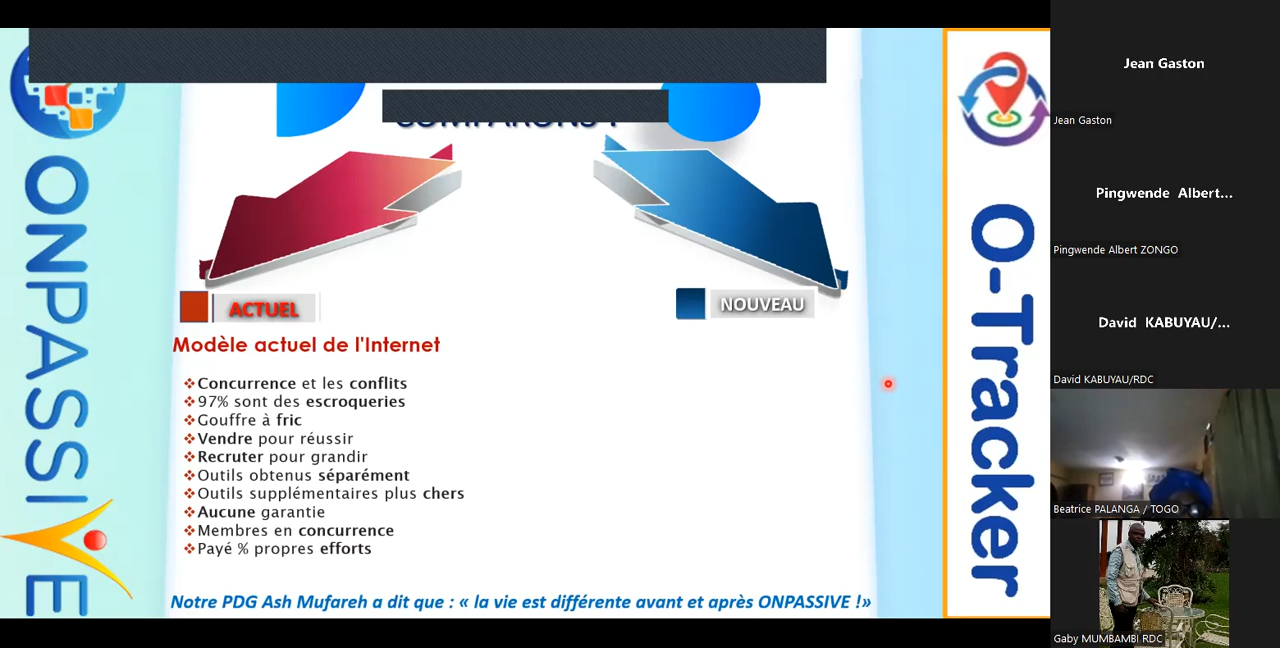 COMPARONS !
ACTUEL
NOUVEAU
Modèle actuel de l'Internet
❖Concurrence et les conflits
❖97% sont des escroqueries
❖Gouffre à fric
❖Vendre pour réussir
❖Recruter pour grandir
❖Outils obtenus séparément
❖Outils supplémentaires plus chers
❖Aucune garantie
❖Membres en concurrence
❖Payé % propres efforts
Notre PDG Ash Mufareh a dit que : « la vie est différente avant et après ONPASSIVE !»
ONPASSIVE
O-Tracker
Jean Gaston
Jean Gaston
Pingwende Albert...
Pingwende Albert ZONGO
David KABUYAU/...
David KABUYAU/RDC
Beatrice PALANGA / TOGO
Gaby MUMBAMBI RDC